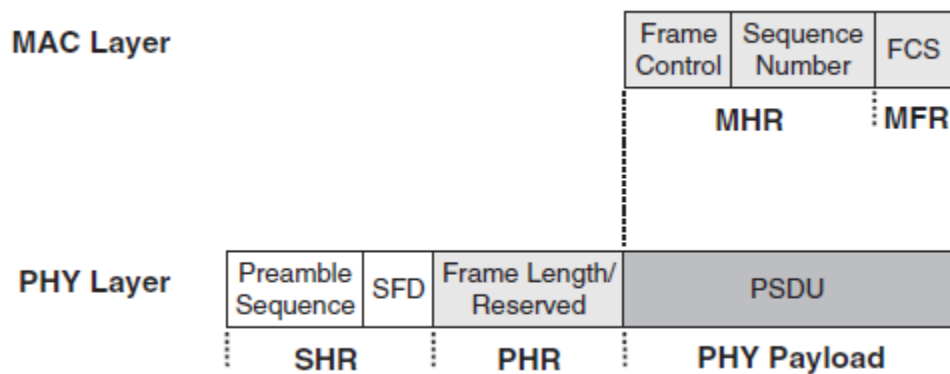 MAC Layer
Frame Control
Sequence Number
FCS
MHR
MFR
PHY Layer
Preamble Sequence
SFD
Frame Length/ Reserved
PSDU
SHR
PHR
PHY Payload